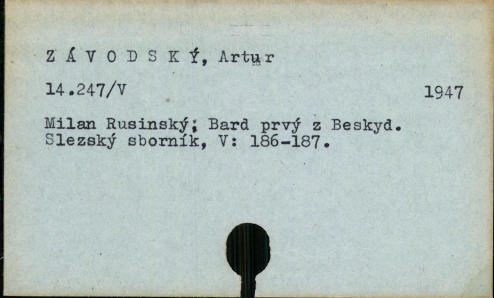 Z Á V O D S K Ý, Artur
14.247/V 1947
Milan Rusinský; Bard prvý z Beskyd.
Slezský sborník, V: 186-187.